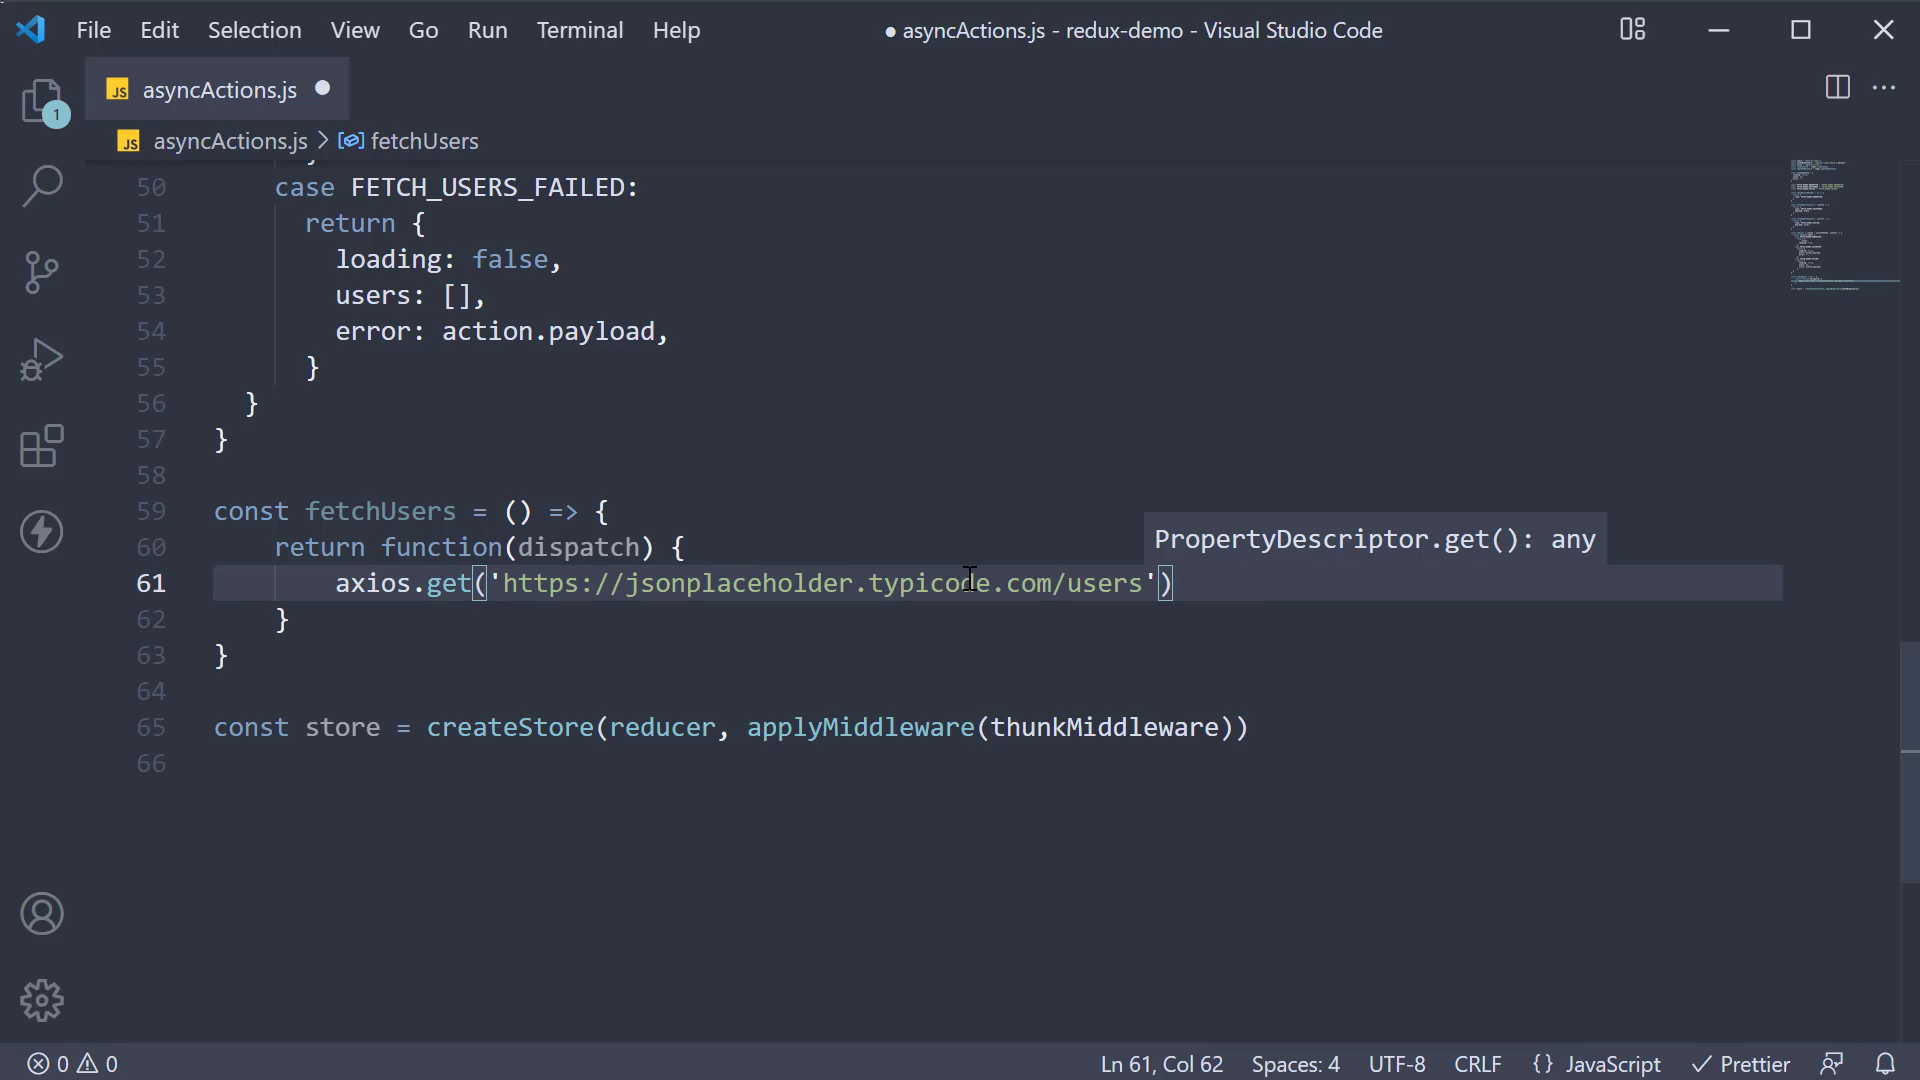 File Edit Selection View Go Run Terminal Help
● asyncActions.js - redux-demo - Visual Studio Code
1
JS asyncActions.js
JS asyncActions.js > fetchUsers
50 case FETCH_USERS_FAILED:
51 return {
52 loading: false,
53 users: [],
54 error: action.payload,
55 }
56 }
57 }
58
59 const fetchUsers = () => {
PropertyDescriptor.get(): any
60 return function(dispatch) {
61 axios.get('https://jsonplaceholder.typicode.com/users')
62 }
63 }
64
65 const store = createStore(reducer, applyMiddleware(thunkMiddleware))
66
0 0 Ln 61, Col 62 Spaces: 4 UTF-8 CRLF {} JavaScript ✓ Prettier